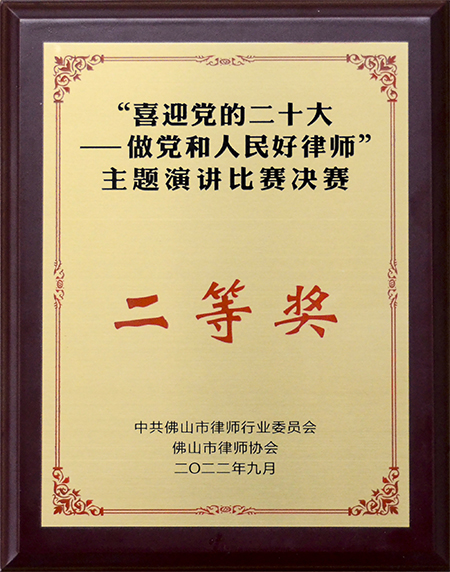 “喜迎党的二十大
——做党和人民好律师”
主题演讲比赛决赛
二等奖
中共佛山市律师行业委员会
佛山市律师协会
二〇二二年九月